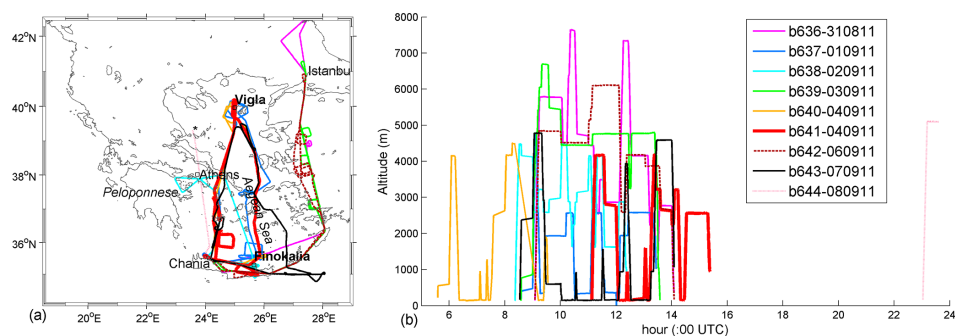 42°N
40°N
38°N
36°N
20°E
22°E
24°E
26°E
28°E
Istanbu
Vigla
Athens
Peloponnese
Aegean Sea
Finokalia
Chania
(a)
Altitude (m)
8000
7000
6000
5000
4000
3000
2000
1000
0
6
8
10
12
14
16
18
20
22
24
hour (:00 UTC)
(b)
b636-310811
b637-010911
b638-020911
b639-030911
b640-040911
b641-040911
b642-060911
b643-070911
b644-080911